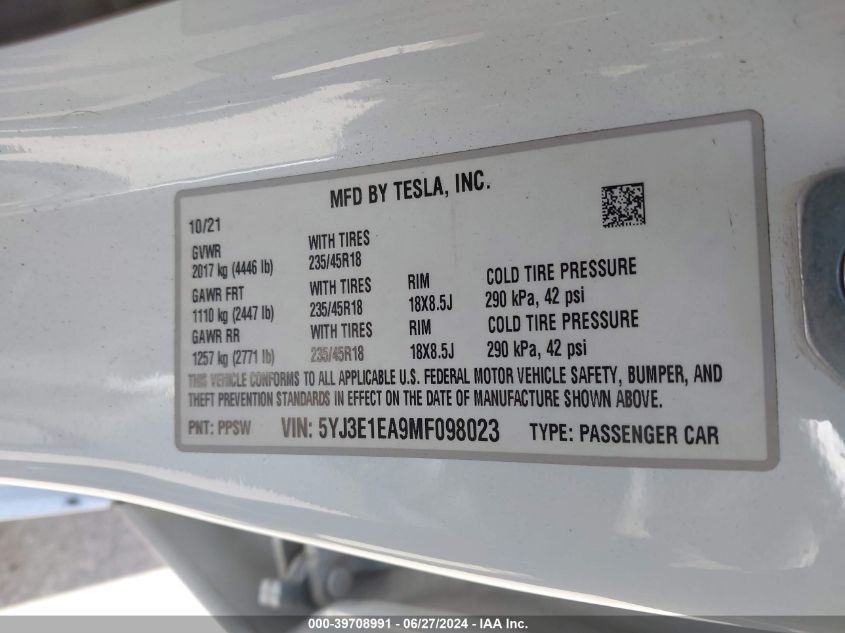 MFD BY TESLA, INC.
10/21
GVWR
2017 kg (4446 lb)
WITH TIRES
235/45R18
GAWR FRT
1110 kg (2447 lb)
WITH TIRES
235/45R18
RIM
18X8.5J
COLD TIRE PRESSURE
290 kPa, 42 psi
GAWR RR
1257 kg (2771 lb)
WITH TIRES
235/45R18
RIM
18X8.5J
COLD TIRE PRESSURE
290 kPa, 42 psi
THIS VEHICLE CONFORMS TO ALL APPLICABLE U.S. FEDERAL MOTOR VEHICLE SAFETY, BUMPER, AND
THEFT PREVENTION STANDARDS IN EFFECT ON THE DATE OF MANUFACTURE SHOWN ABOVE.
PNT: PPSW VIN: 5YJ3E1EA9MF098023 TYPE: PASSENGER CAR
000-39708991 - 06/27/2024 - IAA Inc.